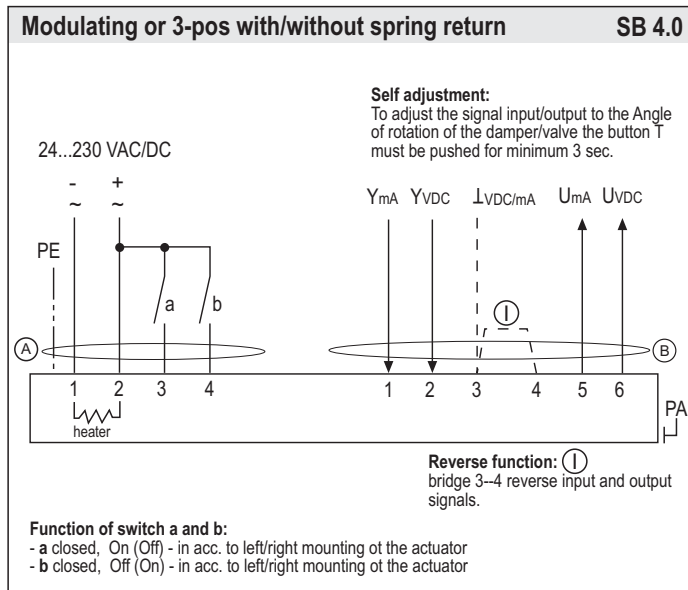 Modulating or 3-pos with/without spring return SB 4.0
Self adjustment:
To adjust the signal input/output to the Angle
of rotation of the damper/valve the button T
must be pushed for minimum 3 sec.
24...230 VAC/DC
- +
~ ~
YmA YVDC ⊥VDC/mA UmA UVDC
PE
a b
I
A B
1 2 3 4 1 2 3 4 5 6
heater
PA
Reverse function: I
bridge 3--4 reverse input and output
signals.
Function of switch a and b:
- a closed, On (Off) - in acc. to left/right mounting ot the actuator
- b closed, Off (On) - in acc. to left/right mounting ot the actuator